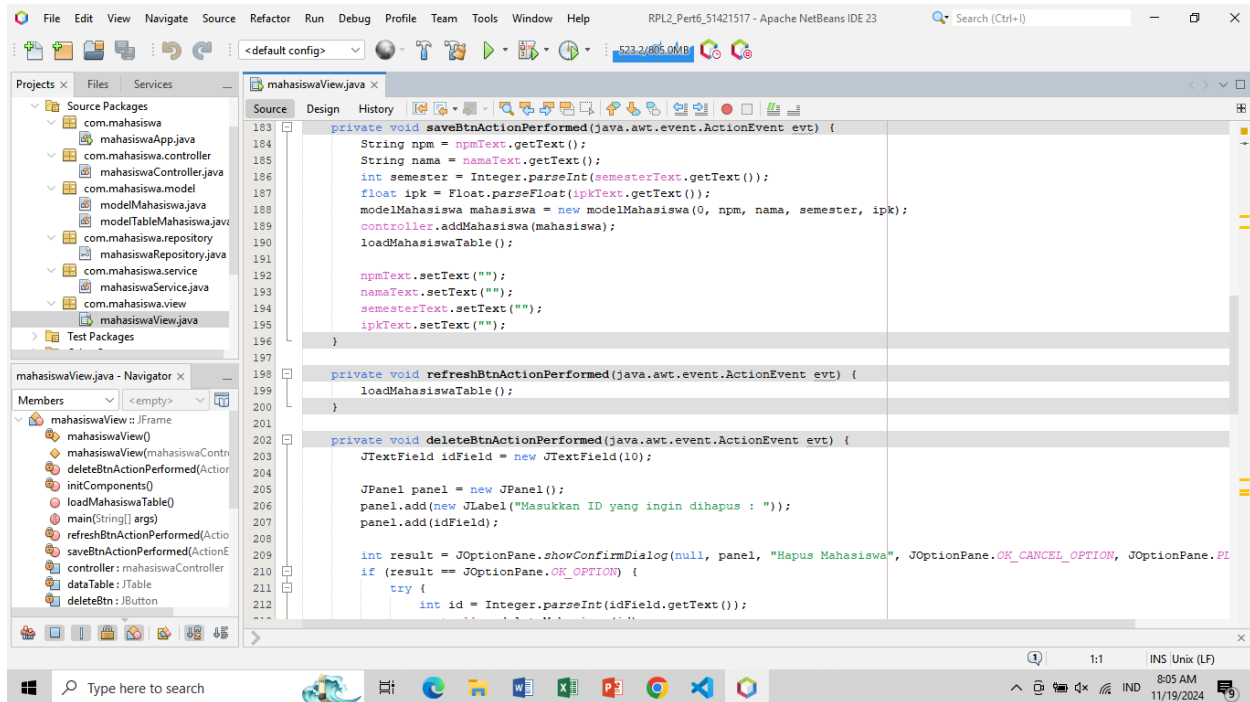 File Edit View Navigate Source Refactor Run Debug Profile Team Tools Window Help RPL2_Pert6_51421517 - Apache NetBeans IDE 23 Search (Ctrl+I)
<default config> 523.2/805.0MB
Projects Files Services
Source Packages
com.mahasiswa
mahasiswaApp.java
com.mahasiswa.controller
mahasiswaController.java
com.mahasiswa.model
modelMahasiswa.java
modelTableMahasiswa.java
com.mahasiswa.repository
mahasiswaRepository.java
com.mahasiswa.service
mahasiswaService.java
com.mahasiswa.view
mahasiswaView.java
Test Packages
mahasiswaView.java - Navigator
Members <empty>
mahasiswaView :: JFrame
mahasiswaView()
mahasiswaView(mahasiswaContr
deleteBtnActionPerformed(Action
initComponents()
loadMahasiswaTable()
main(String[] args)
refreshBtnActionPerformed(Actio
saveBtnActionPerformed(ActionE
controller : mahasiswaController
dataTable : JTable
deleteBtn : JButton
mahasiswaView.java
Source Design History
183 private void saveBtnActionPerformed(java.awt.event.ActionEvent evt) {
184 String npm = npmText.getText();
185 String nama = namaText.getText();
186 int semester = Integer.parseInt(semesterText.getText());
187 float ipk = Float.parseFloat(ipkText.getText());
188 modelMahasiswa mahasiswa = new modelMahasiswa(0, npm, nama, semester, ipk);
189 controller.addMahasiswa(mahasiswa);
190 loadMahasiswaTable();
191
192 npmText.setText("");
193 namaText.setText("");
194 semesterText.setText("");
195 ipkText.setText("");
196 }
197
198 private void refreshBtnActionPerformed(java.awt.event.ActionEvent evt) {
199 loadMahasiswaTable();
200 }
201
202 private void deleteBtnActionPerformed(java.awt.event.ActionEvent evt) {
203 JTextField idField = new JTextField(10);
204
205 JPanel panel = new JPanel();
206 panel.add(new JLabel("Masukkan ID yang ingin dihapus : "));
207 panel.add(idField);
208
209 int result = JOptionPane.showConfirmDialog(null, panel, "Hapus Mahasiswa", JOptionPane.OK_CANCEL_OPTION, JOptionPane.PL
210 if (result == JOptionPane.OK_OPTION) {
211 try {
212 int id = Integer.parseInt(idField.getText());
1 1:1 INS Unix (LF)
Type here to search IND 8:05 AM
11/19/2024 9